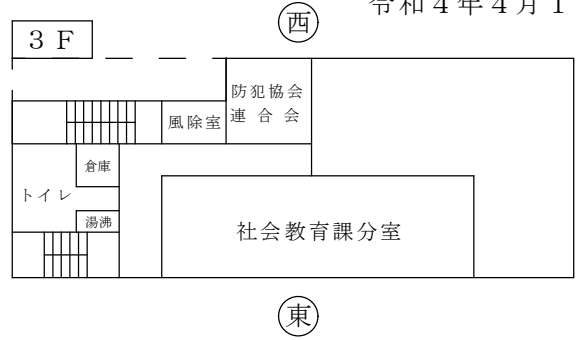 令和４年４月１
西
３Ｆ
防犯協会
連合会
風除室
倉庫
トイレ
湯沸
社会教育課分室
東